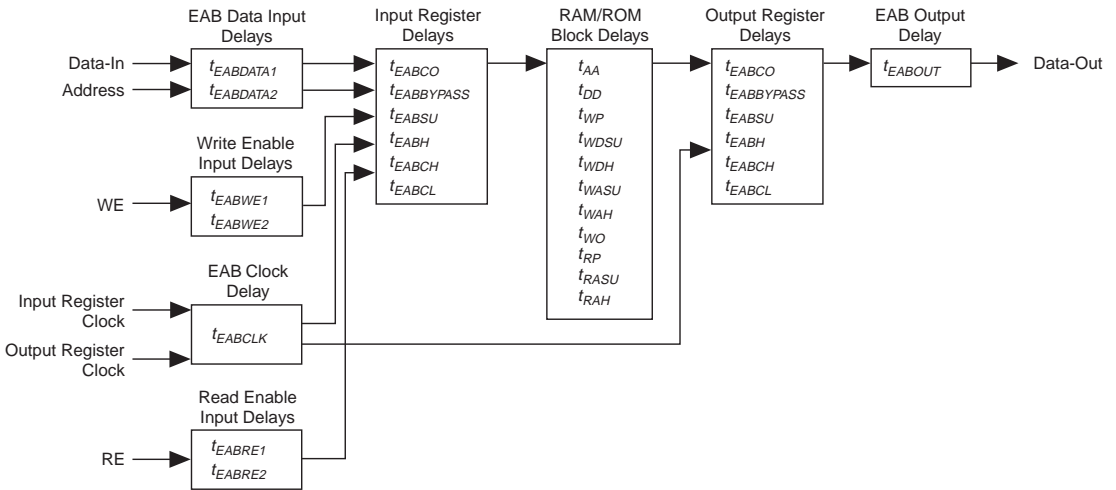 EAB Data Input
Delays
Data-In
Address
tEABDATA1
tEABDATA2
Write Enable
Input Delays
WE
tEABWE1
tEABWE2
EAB Clock
Delay
Input Register
Clock
Output Register
Clock
tEABCLK
Read Enable
Input Delays
RE
tEABRE1
tEABRE2
Input Register
Delays
tEABCO
tEABBYPASS
tEABSU
tEABH
tEABCH
tEABCL
RAM/ROM
Block Delays
tAA
tDD
tWP
tWDSU
tWDH
tWASU
tWAH
tWO
tRP
tRASU
tRAH
Output Register
Delays
tEABCO
tEABBYPASS
tEABSU
tEABH
tEABCH
tEABCL
EAB Output
Delay
tEABOUT
Data-Out